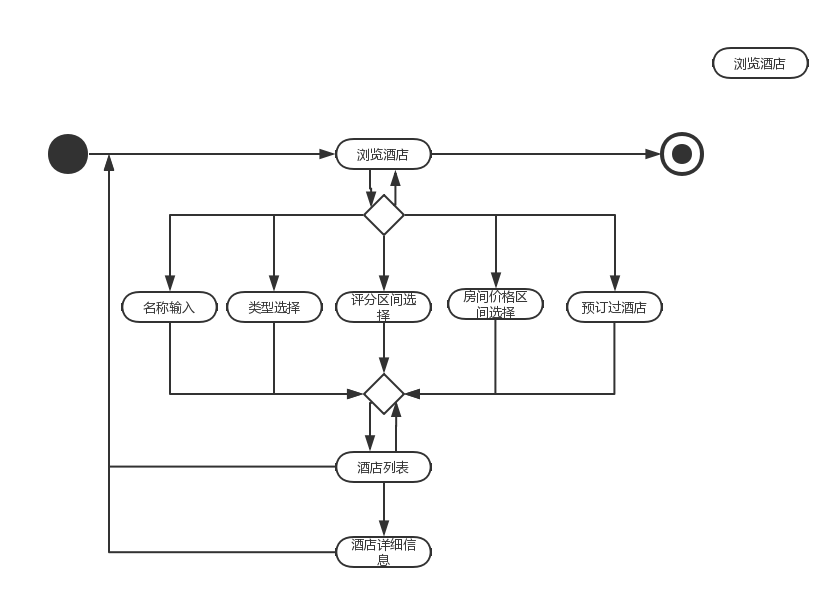 浏览酒店
浏览酒店
名称输入
类型选择
评分区间选
择
房间价格区
间选择
预订过酒店
酒店列表
酒店详细信
息